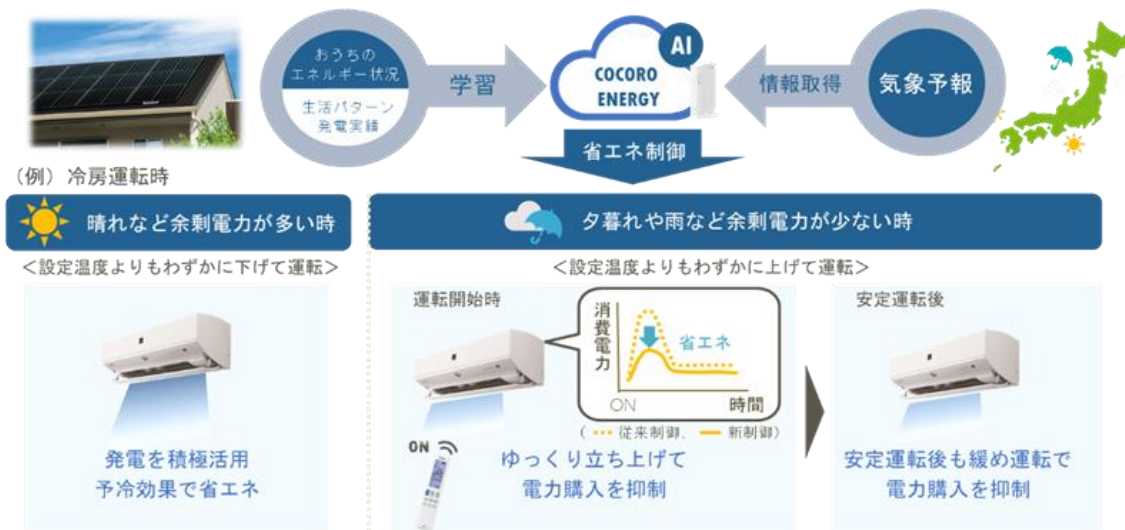 おうちの
エネルギー状況
生活パターン
発電実績
学習
AI
COCORO
ENERGY
情報取得
気象予報
省エネ制御
（例）冷房運転時
晴れなど余剰電力が多い時
＜設定温度よりもわずかに下げて運転＞
発電を積極活用
予冷効果で省エネ
夕暮れや雨など余剰電力が少ない時
＜設定温度よりもわずかに上げて運転＞
運転開始時
消費電力
省エネ
ON
時間
（ 従来制御、 新制御）
ON
ゆっくり立ち上げて
電力購入を抑制
安定運転後
安定運転後も緩め運転で
電力購入を抑制